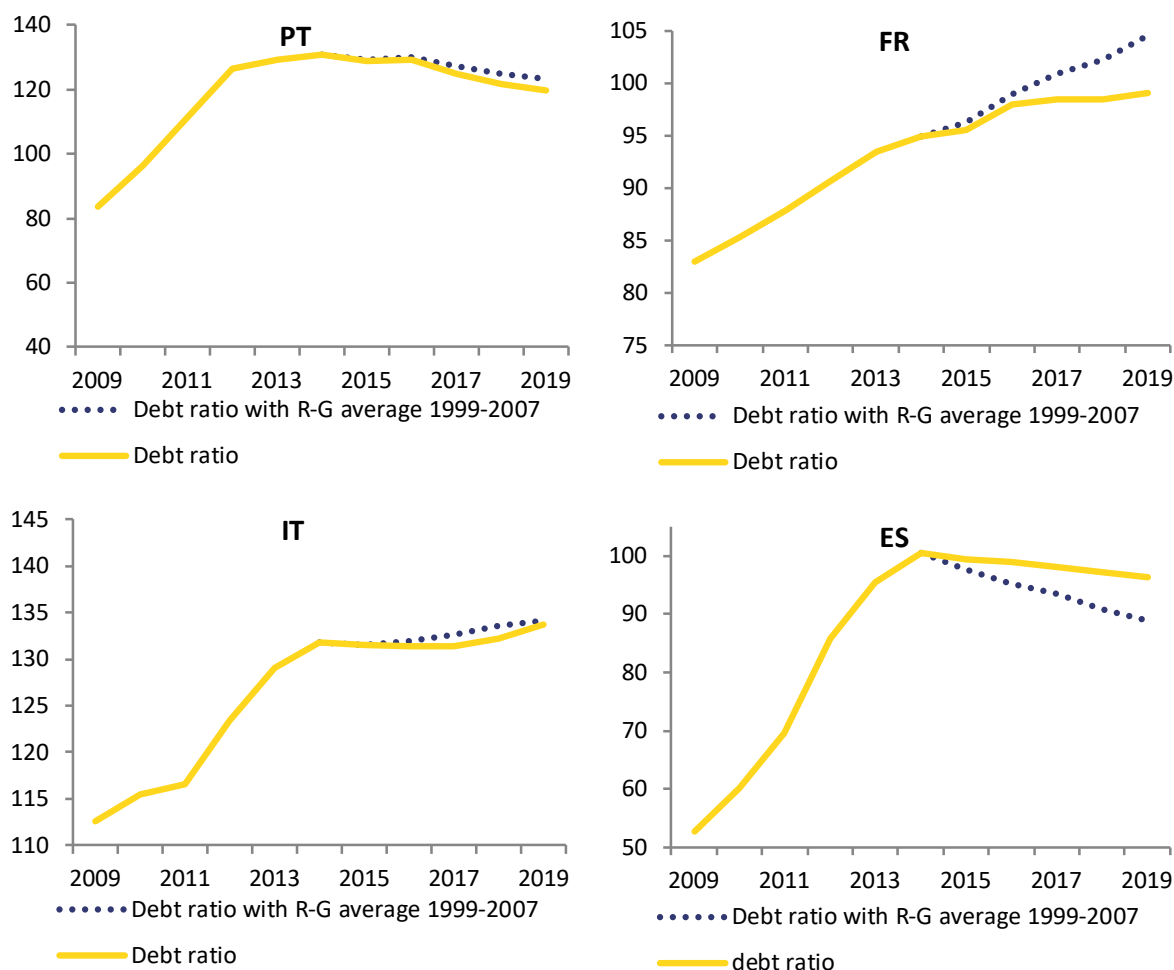 PT
140
120
100
80
60
40
2009 2011 2013 2015 2017 2019
Debt ratio with R-G average 1999-2007
Debt ratio
FR
105
100
95
90
85
80
75
2009 2011 2013 2015 2017 2019
Debt ratio with R-G average 1999-2007
Debt ratio
IT
145
140
135
130
125
120
115
110
2009 2011 2013 2015 2017 2019
Debt ratio with R-G average 1999-2007
Debt ratio
ES
100
90
80
70
60
50
2009 2011 2013 2015 2017 2019
Debt ratio with R-G average 1999-2007
debt ratio